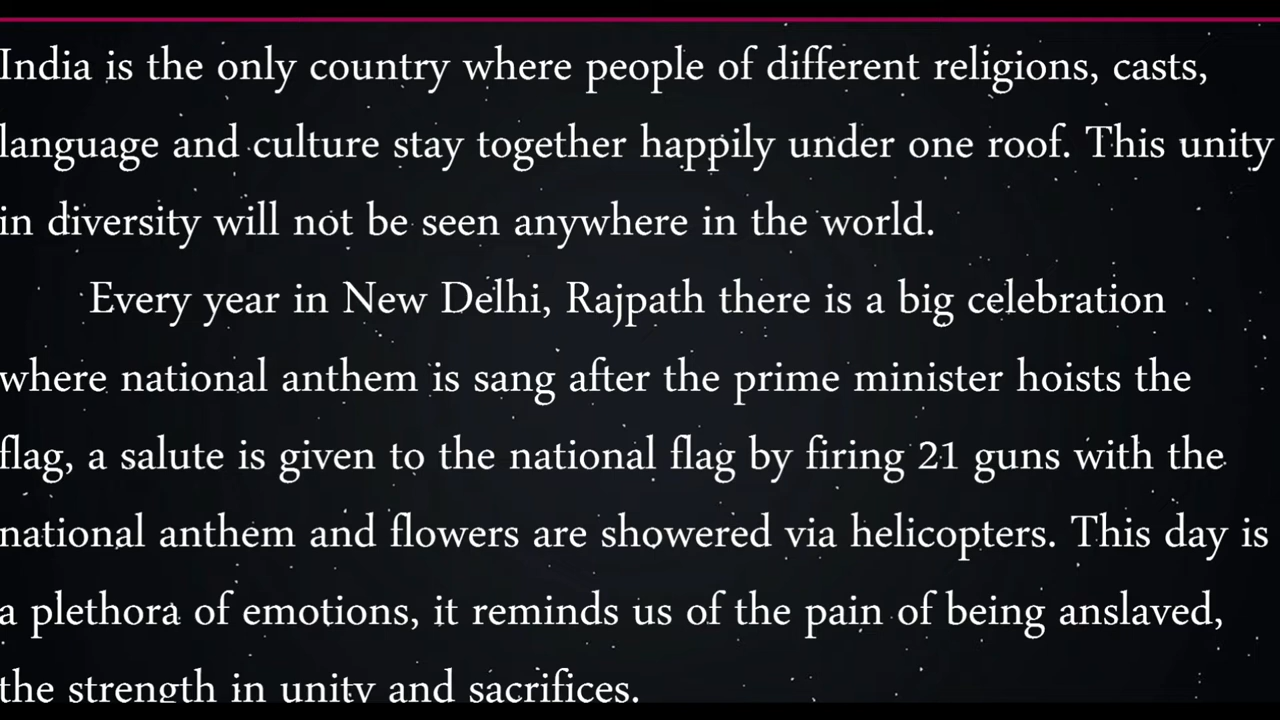 India is the only country where people of different religions, casts,
language and culture stay together happily under one roof. This unity
in diversity will not be seen anywhere in the world.
Every year in New Delhi, Rajpath there is a big celebration
where national anthem is sang after the prime minister hoists the
flag, a salute is given to the national flag by firing 21 guns with the
national anthem and flowers are showered via helicopters. This day is
a plethora of emotions, it reminds us of the pain of being anslaved,
the strength in unity and sacrifices.